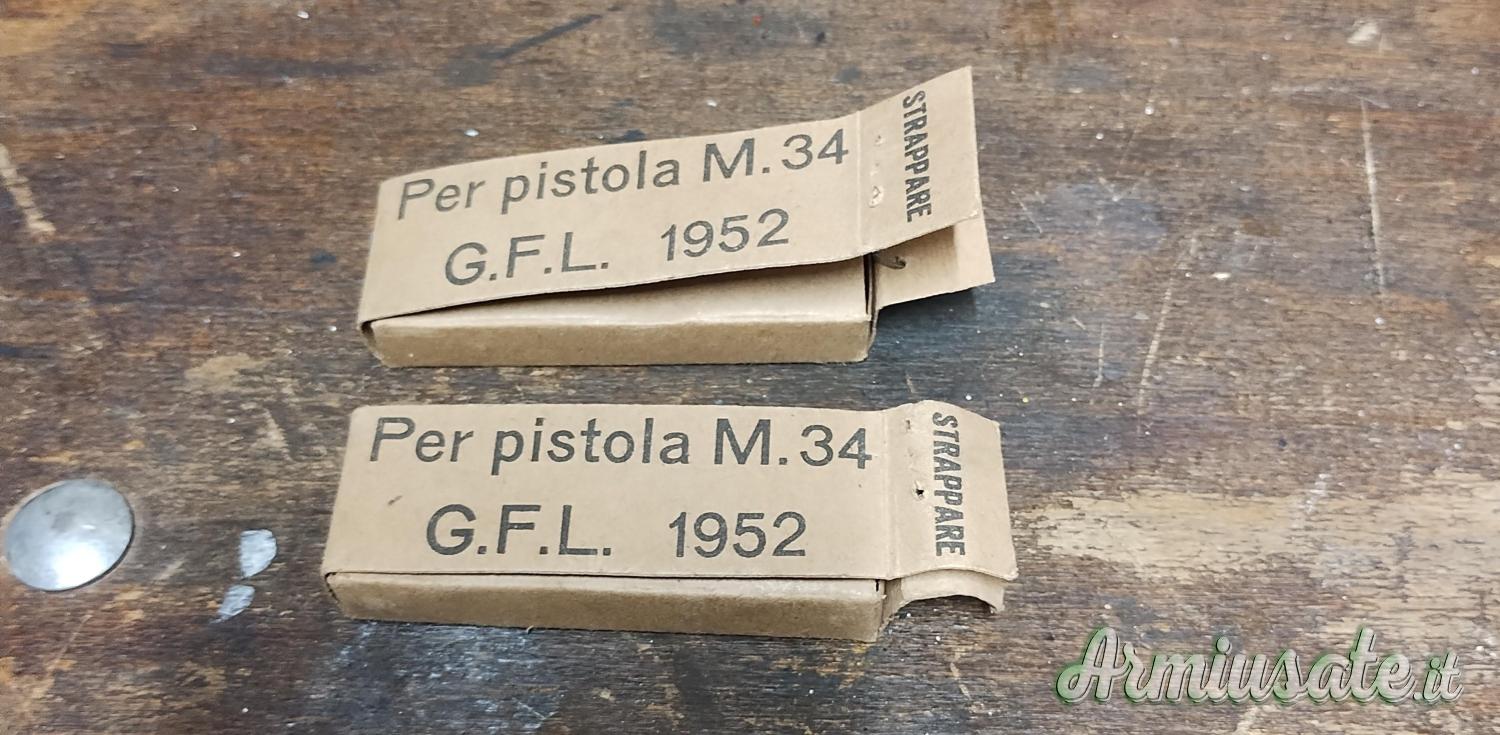 Per pistola M.34
G.F.L. 1952
STRAPPARE
Per pistola M.34
G.F.L. 1952
STRAPPARE
Armiusate.it